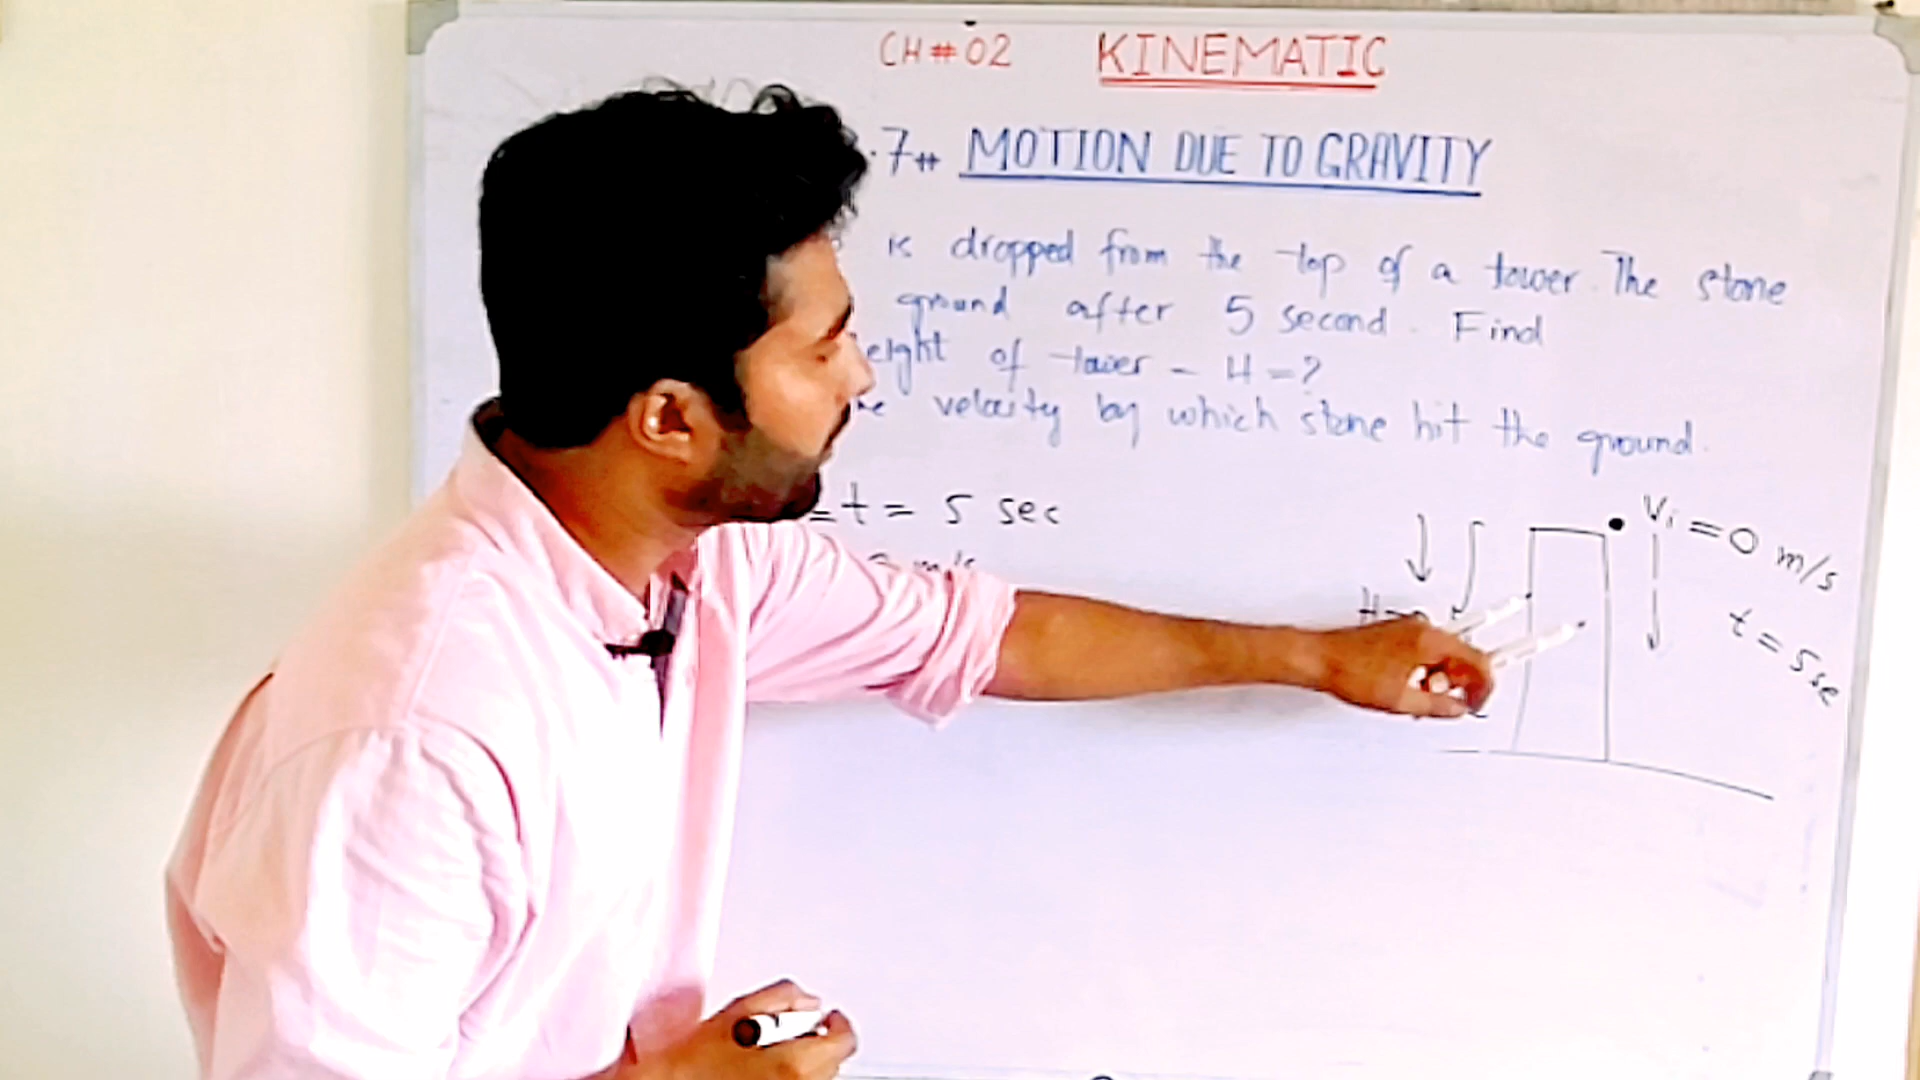 CH # 02 KINEMATIC
.7 # MOTION DUE TO GRAVITY
is dropped from the top of a tower. The stone
ground after 5 second. Find
eight of tower - H = ?
velocity by which stone hit the ground.
t = 5 sec
m/s
Vi = 0 m/s
t = 5 se
H =